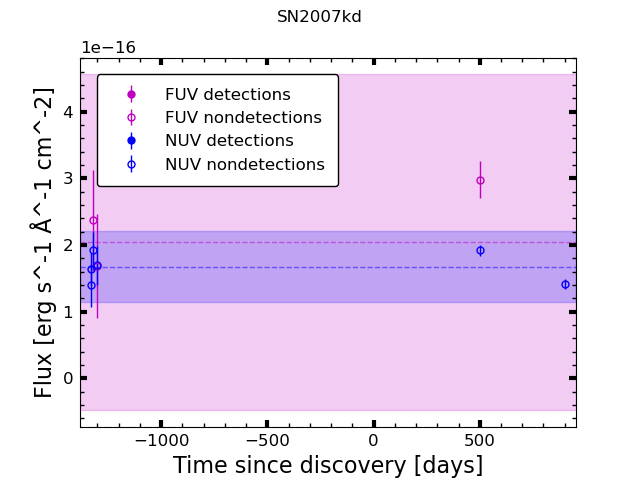 SN2007kd
1e−16
FUV detections
FUV nondetections
NUV detections
NUV nondetections
4
3
2
1
0
Flux [erg s^-1 Å^-1 cm^-2]
−1000 −500 0 500
Time since discovery [days]